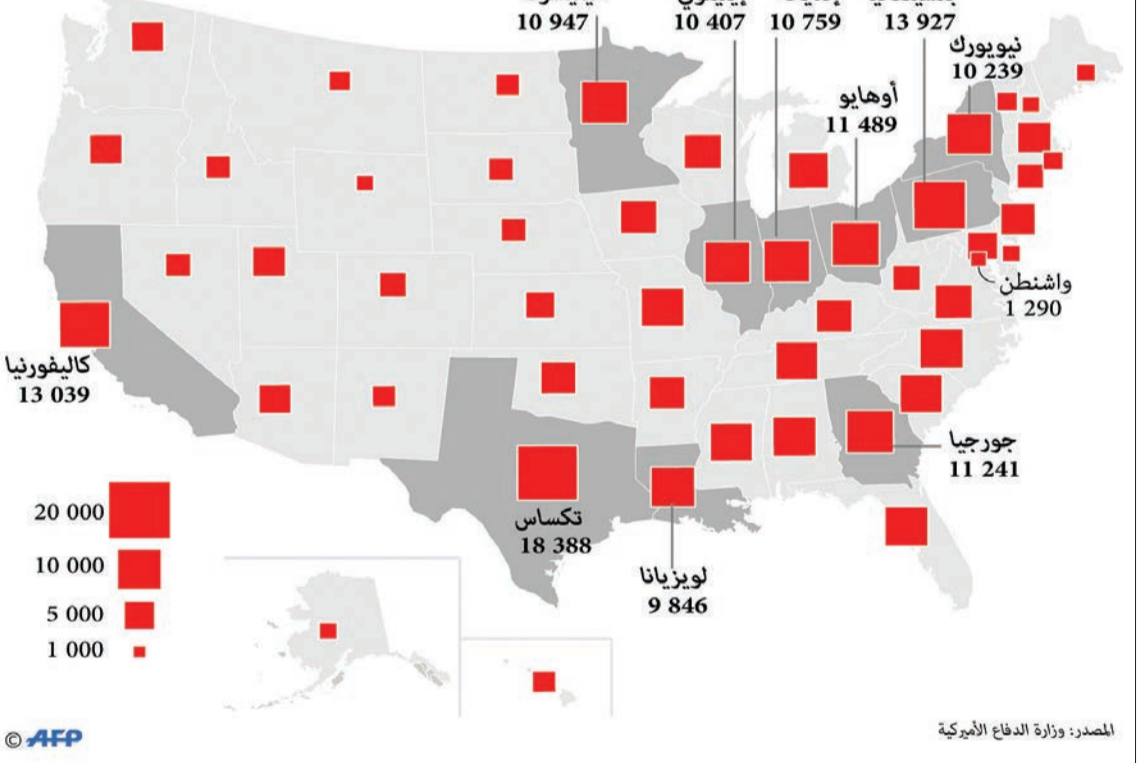 10 947
10 407
10 759
13 927
نيويورك
10 239
أوهايو
11 489
واشنطن
1 290
كاليفورنيا
13 039
جورجيا
11 241
تكساس
18 388
لويزيانا
9 846
20 000
10 000
5 000
1 000
المصدر: وزارة الدفاع الأميركية
© AFP